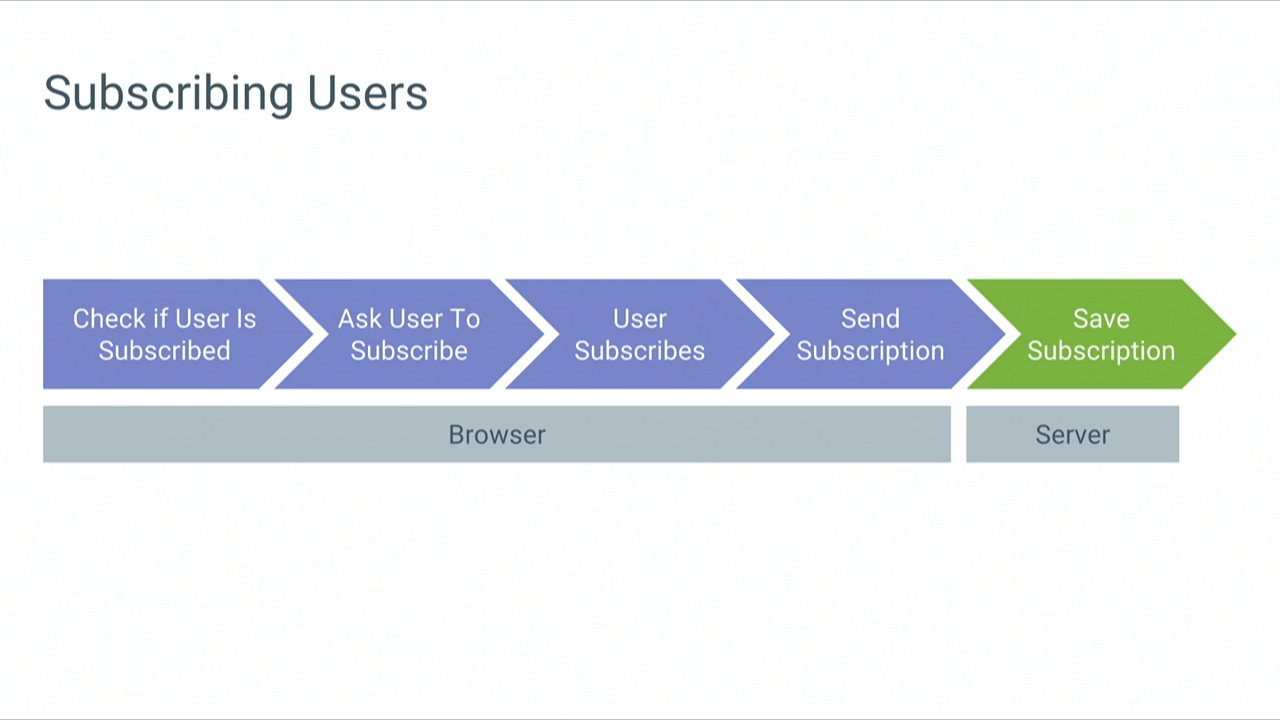 Subscribing Users
Check if User Is
Subscribed
Ask User To
Subscribe
User
Subscribes
Send
Subscription
Save
Subscription
Browser
Server